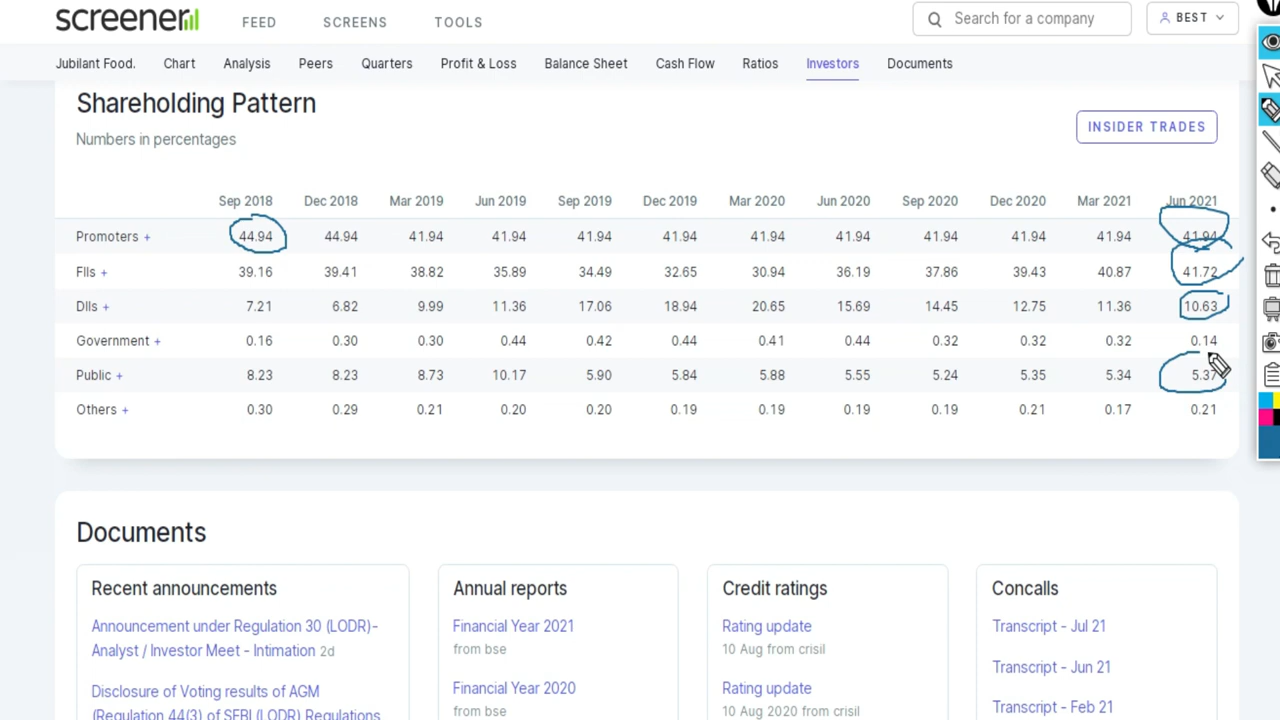 screener FEED SCREENS TOOLS Search for a company BEST
Jubilant Food. Chart Analysis Peers Quarters Profit & Loss Balance Sheet Cash Flow Ratios Investors Documents
Shareholding Pattern
Numbers in percentages
INSIDER TRADES
Sep 2018 Dec 2018 Mar 2019 Jun 2019 Sep 2019 Dec 2019 Mar 2020 Jun 2020 Sep 2020 Dec 2020 Mar 2021 Jun 2021
Promoters + 44.94 44.94 41.94 41.94 41.94 41.94 41.94 41.94 41.94 41.94 41.94 41.94
FIIs + 39.16 39.41 38.82 35.89 34.49 32.65 30.94 36.19 37.86 39.43 40.87 41.72
DIIs + 7.21 6.82 9.99 11.36 17.06 18.94 20.65 15.69 14.45 12.75 11.36 10.63
Government + 0.16 0.30 0.30 0.44 0.42 0.44 0.41 0.44 0.32 0.32 0.32 0.14
Public + 8.23 8.23 8.73 10.17 5.90 5.84 5.88 5.55 5.24 5.35 5.34 5.37
Others + 0.30 0.29 0.21 0.20 0.20 0.19 0.19 0.19 0.19 0.21 0.17 0.21
Documents
Recent announcements
Announcement under Regulation 30 (LODR)-
Analyst / Investor Meet - Intimation 2d
Disclosure of Voting results of AGM
(Regulation 44(3) of SEBI (LODR) Regulations
Annual reports
Financial Year 2021
from bse
Financial Year 2020
from bse
Credit ratings
Rating update
10 Aug from crisil
Rating update
10 Aug 2020 from crisil
Concalls
Transcript - Jul 21
Transcript - Jun 21
Transcript - Feb 21